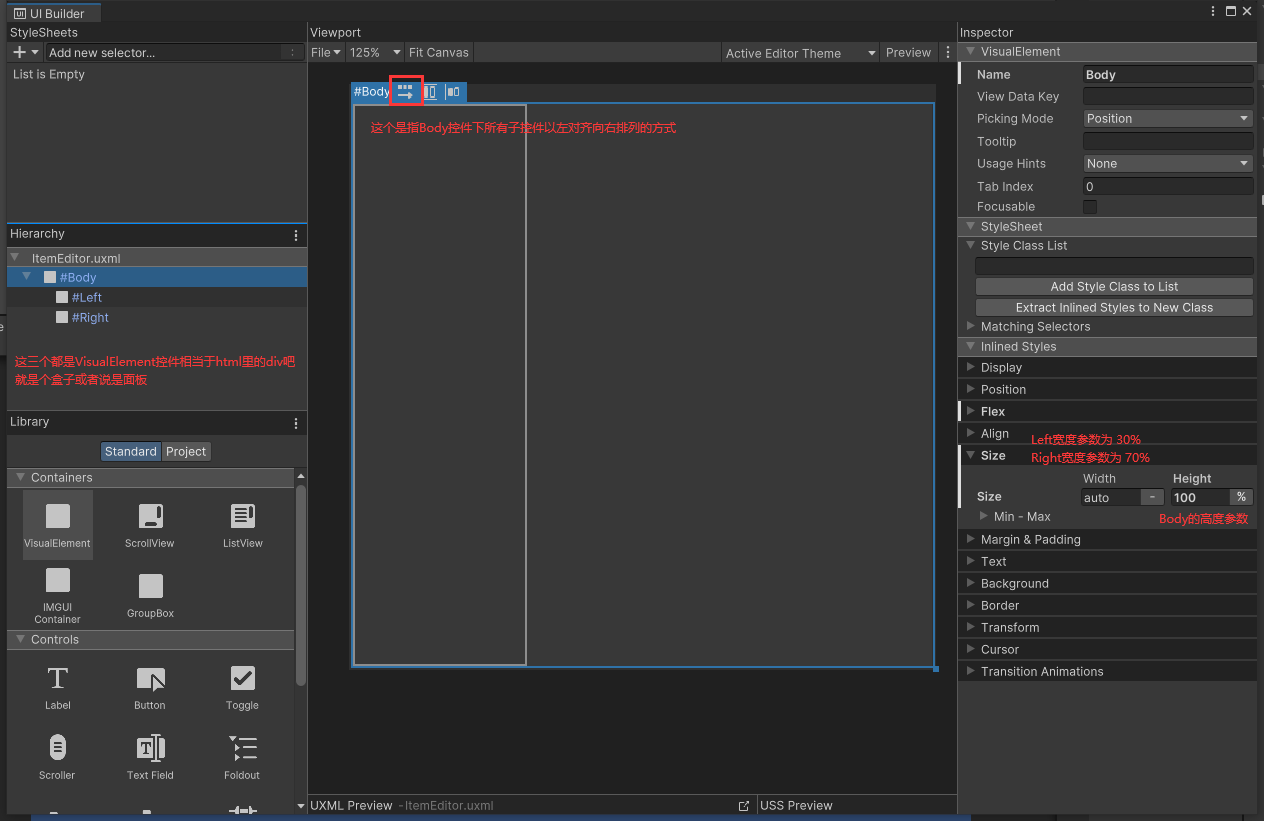 UI Builder
StyleSheets
Add new selector...
List is Empty
Hierarchy
ItemEditor.uxml
#Body
#Left
#Right
这三个都是VisualElement控件相当于html里的div吧
就是个盒子或者说是面板
Library
Standard Project
Containers
VisualElement ScrollView ListView
IMGUI
Container
GroupBox
Controls
Label Button Toggle
Scroller Text Field Foldout
Viewport
File 125% Fit Canvas Active Editor Theme Preview
#Body
这个是指Body控件下所有子控件以左对齐向右排列的方式
UXML Preview - ItemEditor.uxml
USS Preview
Inspector
VisualElement
Name Body
View Data Key
Picking Mode Position
Tooltip
Usage Hints None
Tab Index 0
Focusable
StyleSheet
Style Class List
Add Style Class to List
Extract Inlined Styles to New Class
Matching Selectors
Inlined Styles
Display
Position
Flex
Align
Left宽度参数为 30%
Size
Right宽度参数为 70%
Width Height
Size auto - 100 %
Min - Max
Body的高度参数
Margin & Padding
Text
Background
Border
Transform
Cursor
Transition Animations